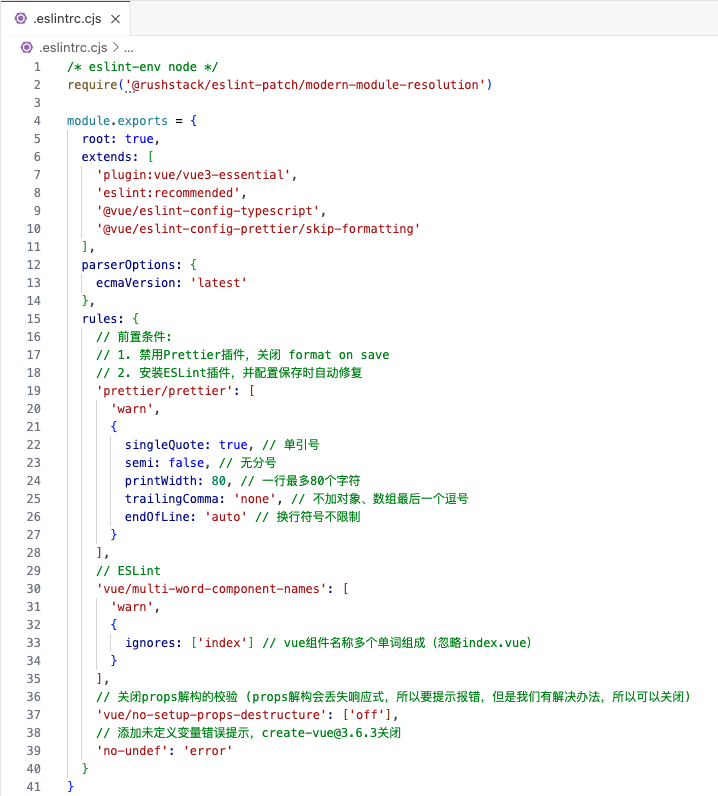 .eslintrc.cjs
.eslintrc.cjs > ...
1 /* eslint-env node */
2 require('@rushstack/eslint-patch/modern-module-resolution')
3
4 module.exports = {
5   root: true,
6   extends: [
7     'plugin:vue/vue3-essential',
8     'eslint:recommended',
9     '@vue/eslint-config-typescript',
10     '@vue/eslint-config-prettier/skip-formatting'
11   ],
12   parserOptions: {
13     ecmaVersion: 'latest'
14   },
15   rules: {
16     // 前置条件:
17     // 1. 禁用Prettier插件，关闭 format on save
18     // 2. 安装ESLint插件，并配置保存时自动修复
19     'prettier/prettier': [
20       'warn',
21       {
22         singleQuote: true, // 单引号
23         semi: false, // 无分号
24         printWidth: 80, // 一行最多80个字符
25         trailingComma: 'none', // 不加对象、数组最后一个逗号
26         endOfLine: 'auto' // 换行符号不限制
27       }
28     ],
29     // ESLint
30     'vue/multi-word-component-names': [
31       'warn',
32       {
33         ignores: ['index'] // vue组件名称多个单词组成（忽略index.vue）
34       }
35     ],
36     // 关闭props解构的校验 (props解构会丢失响应式，所以要提示报错，但是我们有解决办法，所以可以关闭)
37     'vue/no-setup-props-destructure': ['off'],
38     // 添加未定义变量错误提示，create-vue@3.6.3关闭
39     'no-undef': 'error'
40   }
41 }